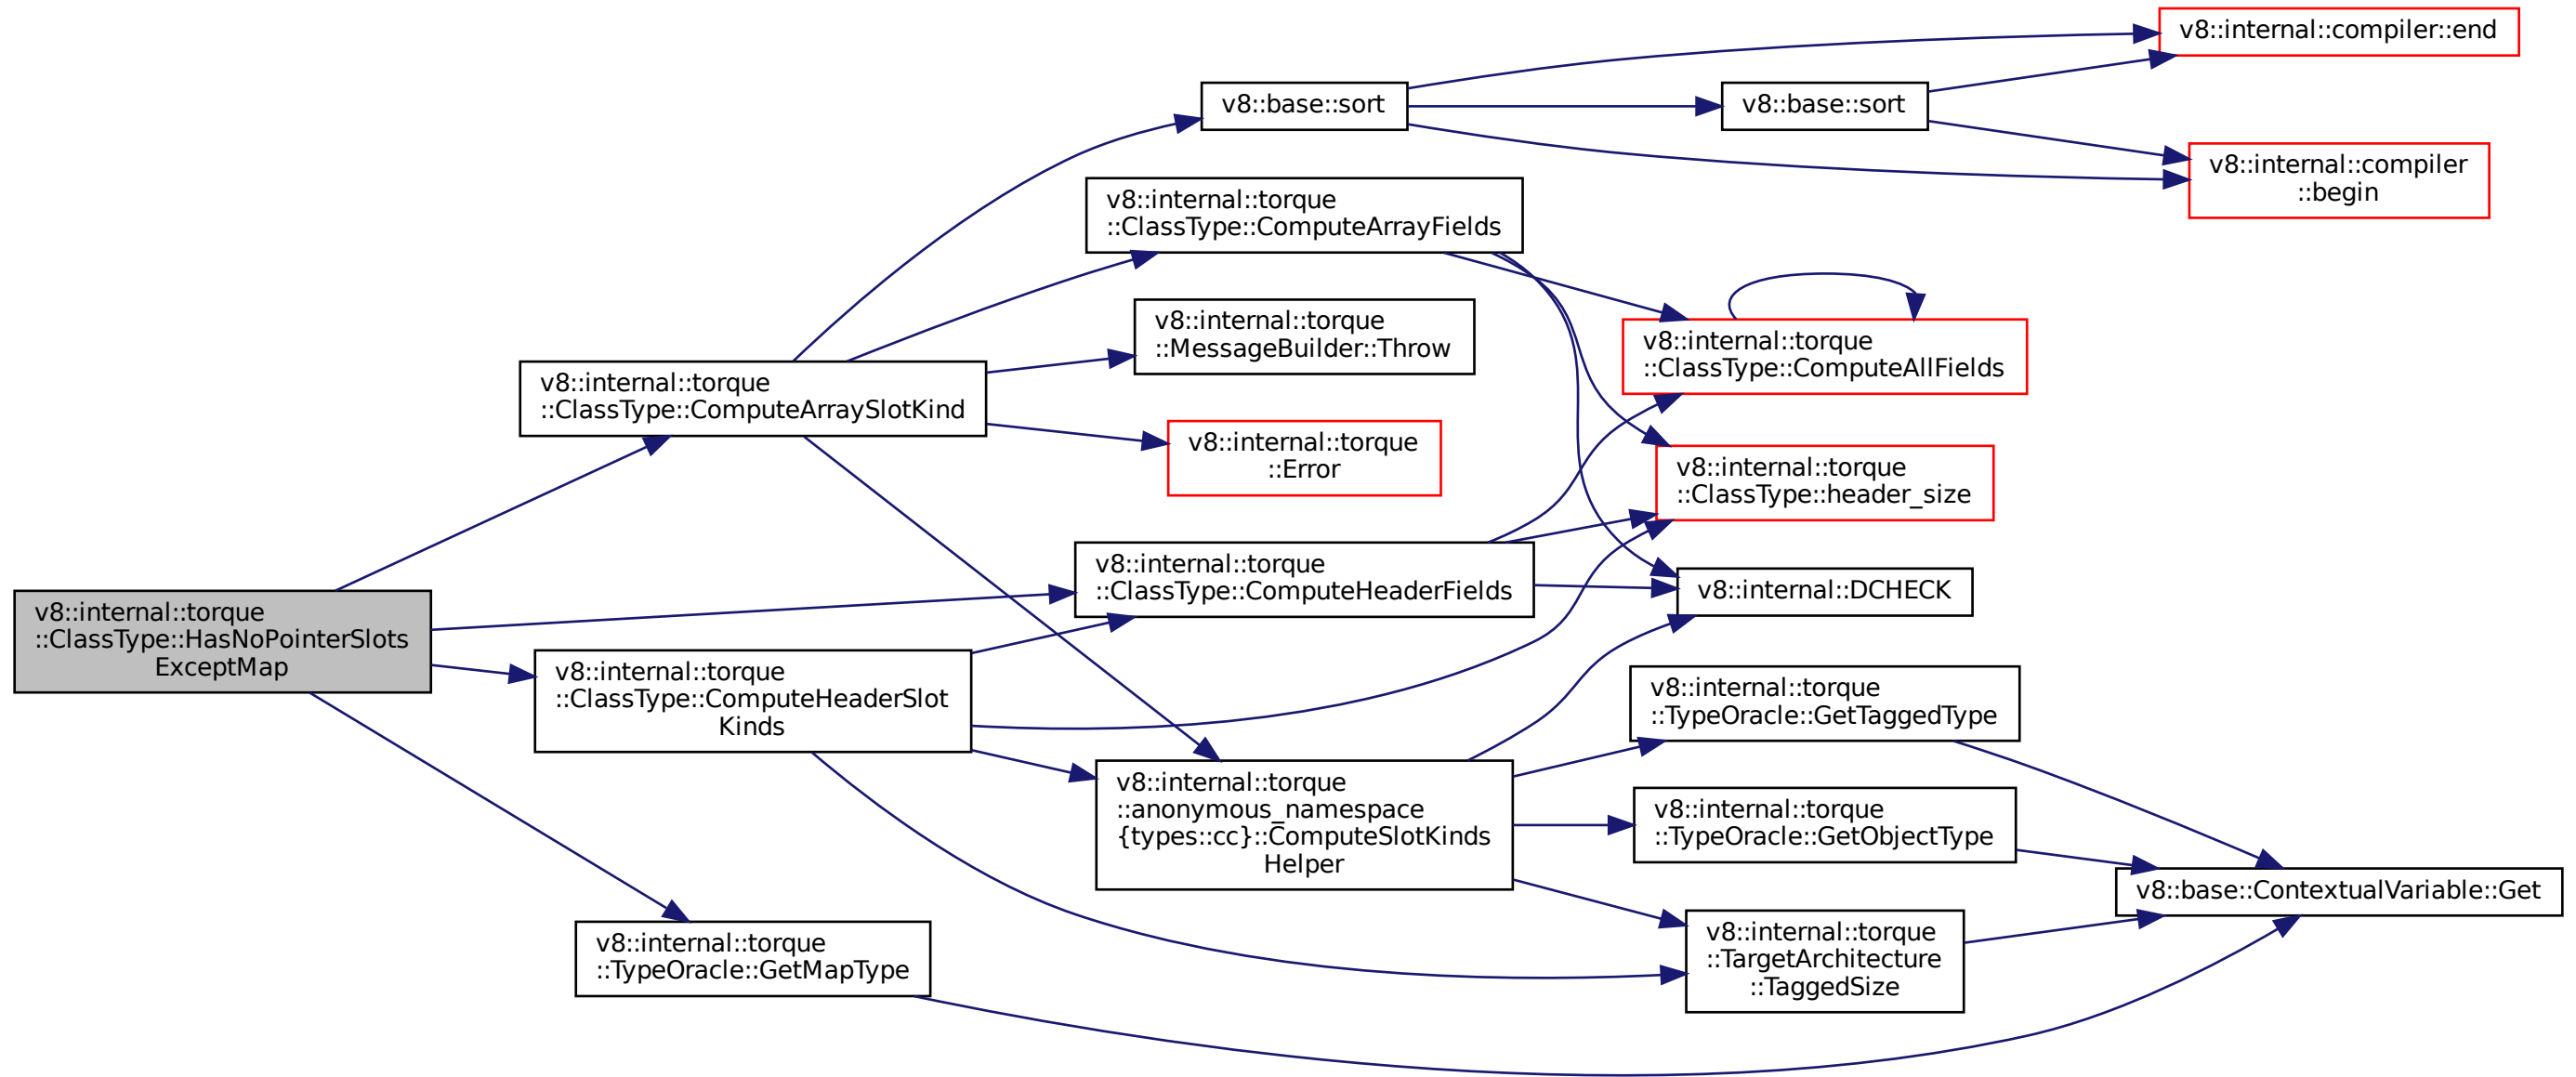 v8::internal::torque
::ClassType::HasNoPointerSlots
ExceptMap
v8::internal::torque
::ClassType::ComputeArraySlotKind
v8::internal::torque
::ClassType::ComputeHeaderSlot
Kinds
v8::internal::torque
::TypeOracle::GetMapType
v8::base::sort
v8::internal::torque
::ClassType::ComputeArrayFields
v8::internal::torque
::MessageBuilder::Throw
v8::internal::torque
::Error
v8::internal::torque
::ClassType::ComputeHeaderFields
v8::internal::torque
::anonymous_namespace
{types::cc}::ComputeSlotKinds
Helper
v8::base::sort
v8::internal::torque
::ClassType::ComputeAllFields
v8::internal::torque
::ClassType::header_size
v8::internal::DCHECK
v8::internal::torque
::TypeOracle::GetTaggedType
v8::internal::torque
::TypeOracle::GetObjectType
v8::internal::torque
::TargetArchitecture
::TaggedSize
v8::internal::compiler::end
v8::internal::compiler
::begin
v8::base::ContextualVariable::Get